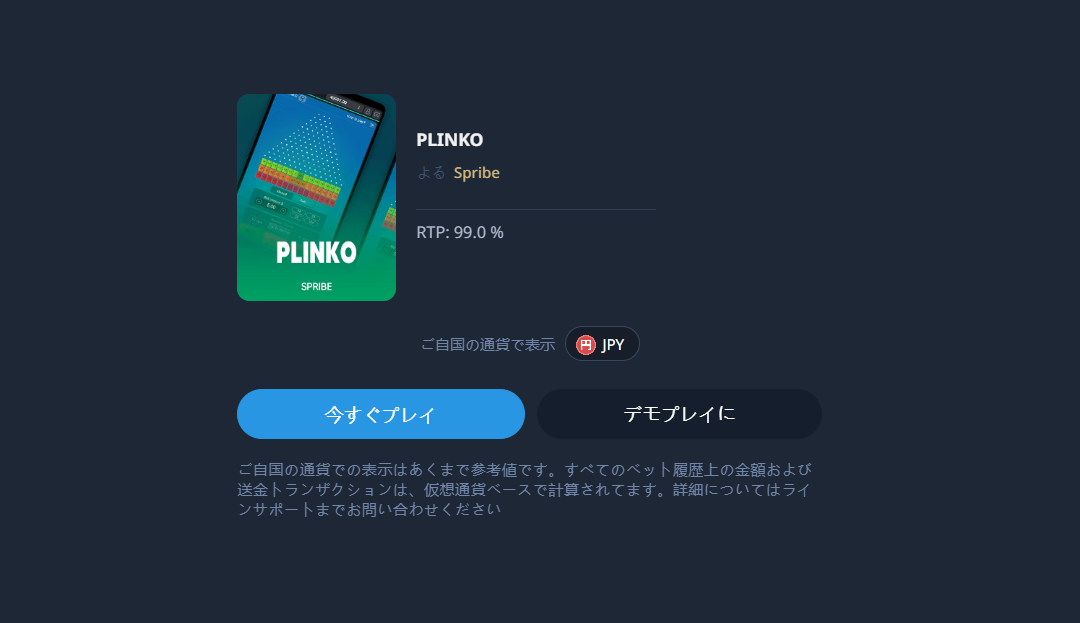 PLINKO
SPRIBE
PLINKO
よる Spribe
RTP: 99.0 %
ご自国の通貨で表示 円 JPY
今すぐプレイ
デモプレイに
ご自国の通貨での表示はあくまで参考値です。すべてのベット履歴上の金額および
送金トランザクションは、仮想通貨ベースで計算されてます。詳細についてはライ
ンサポートまでお問い合わせください